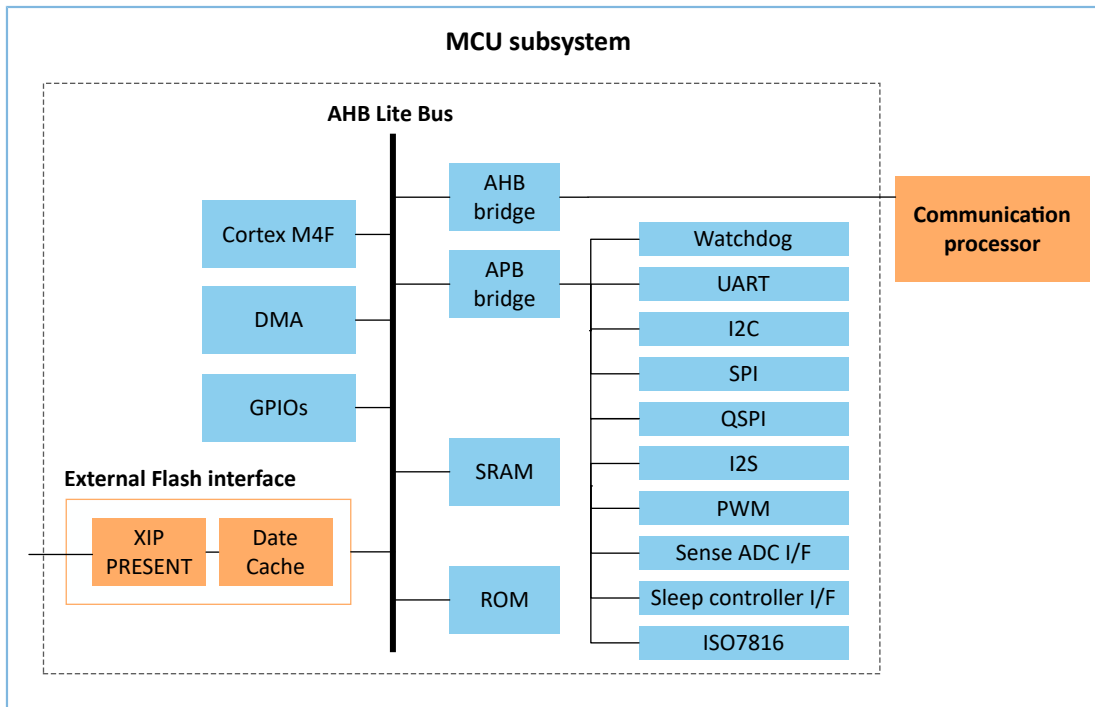 MCU subsystem
AHB Lite Bus
AHB
bridge
Communication
processor
Cortex M4F
APB
bridge
Watchdog
UART
DMA
I2C
SPI
GPIOs
QSPI
SRAM
I2S
External Flash interface
PWM
XIP
PRESENT
Date
Cache
Sense ADC I/F
ROM
Sleep controller I/F
ISO7816